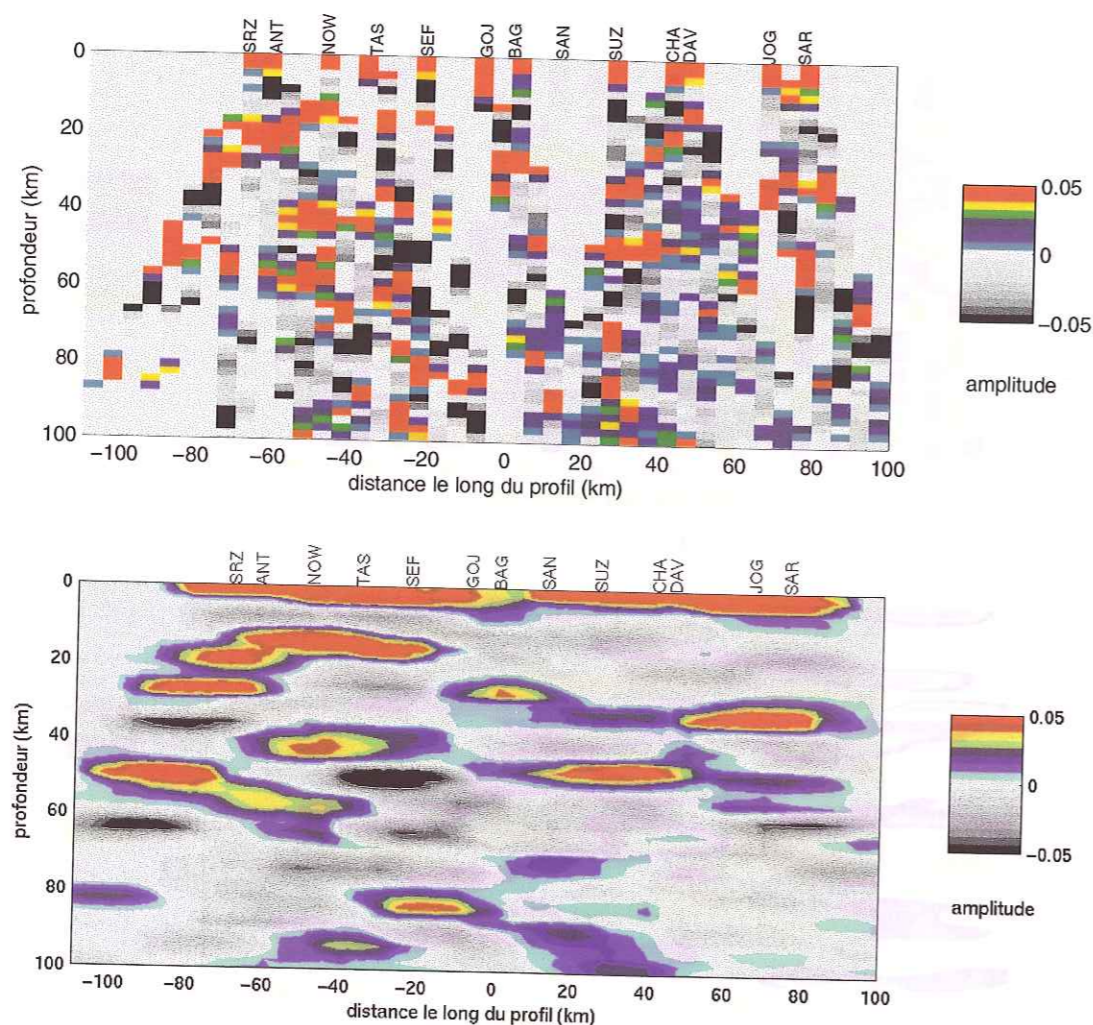 SRZ ANT NOW TAS SEF GOJ BAG SAN SUZ CHA DAV JOG SAR
0
20
40
60
80
100
profondeur (km)
−100 −80 −60 −40 −20 0 20 40 60 80 100
distance le long du profil (km)
0.05
0
−0.05
amplitude
SRZ ANT NOW TAS SEF GOJ BAG SAN SUZ CHA DAV JOG SAR
0
20
40
60
80
100
profondeur (km)
−100 −80 −60 −40 −20 0 20 40 60 80 100
distance le long du profil (km)
0.05
0
−0.05
amplitude